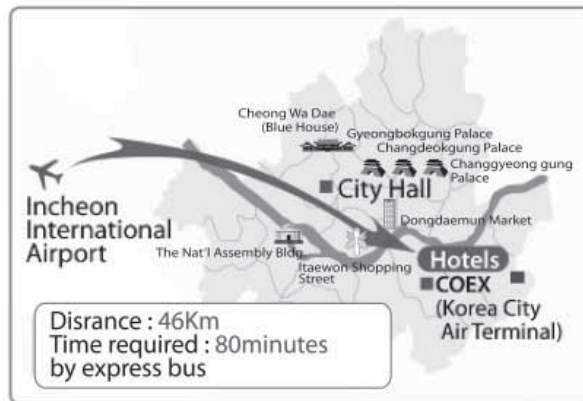 Cheong Wa Dae
(Blue House)
Gyeongbokgung Palace
Changdeokgung Palace
Changgyeong gung
Palace
City Hall
Incheon
International
Airport
Dongdaemun Market
The Nat'l Assembly Bldg.
Itaewon Shopping
Street
Hotels
COEX
(Korea City
Air Terminal)
Disrance : 46Km
Time required : 80minutes
by express bus